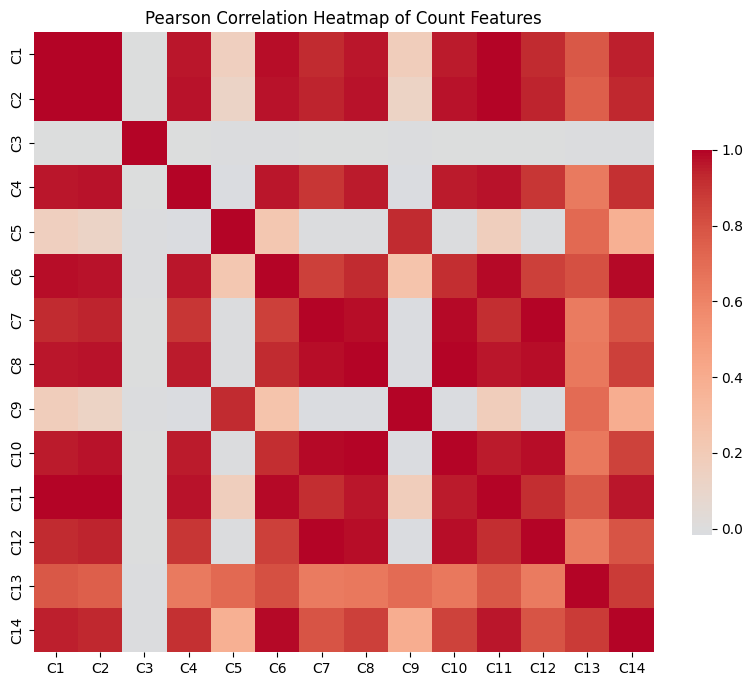 Pearson Correlation Heatmap of Count Features
C1
C2
C3
C4
C5
C6
C7
C8
C9
C10
C11
C12
C13
C14
C1 C2 C3 C4 C5 C6 C7 C8 C9 C10 C11 C12 C13 C14
1.0
0.8
0.6
0.4
0.2
0.0